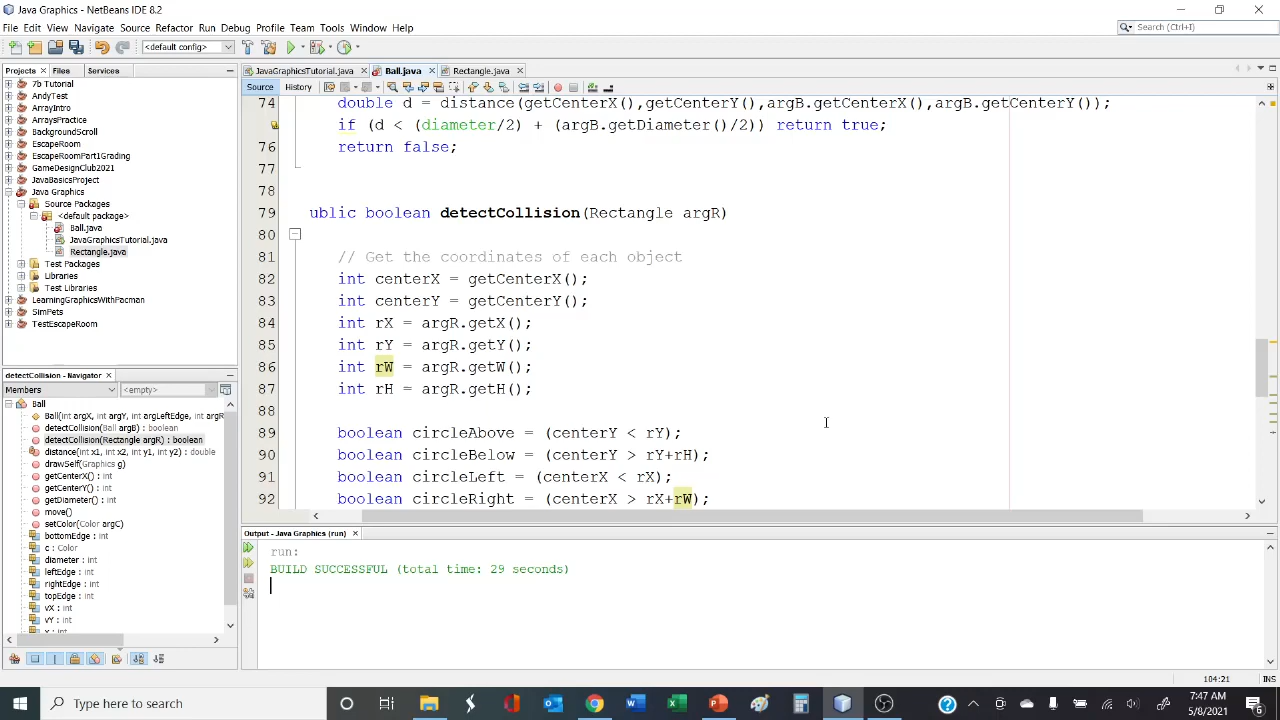 Java Graphics - NetBeans IDE 8.2
File Edit View Navigate Source Refactor Run Debug Profile Team Tools Window Help
Search (Ctrl+I)
<default config>
Projects Files Services
JavaGraphicsTutorial.java Ball.java Rectangle.java
Source History
7b Tutorial
AndyTest
ArrayIntro
ArraysPractice
BackgroundScroll
EscapeRoom
EscapeRoomPart1Grading
GameDesignClub2021
JavaBasicsProject
Java Graphics
Source Packages
<default package>
Ball.java
JavaGraphicsTutorial.java
Rectangle.java
Test Packages
Libraries
Test Libraries
LearningGraphicsWithPacman
SimPets
TestEscapeRoom
74 double d = distance(getCenterX(),getCenterY(),argB.getCenterX(),argB.getCenterY());
if (d < (diameter/2) + (argB.getDiameter()/2)) return true;
76 return false;
77
78
79 ublic boolean detectCollision(Rectangle argR)
80
81 // Get the coordinates of each object
82 int centerX = getCenterX();
83 int centerY = getCenterY();
84 int rX = argR.getX();
85 int rY = argR.getY();
86 int rW = argR.getW();
87 int rH = argR.getH();
88
89 boolean circleAbove = (centerY < rY);
90 boolean circleBelow = (centerY > rY+rH);
91 boolean circleLeft = (centerX < rX);
92 boolean circleRight = (centerX > rX+rW);
detectCollision - Navigator
Members <empty>
Ball
Ball(int argX, int argY, int argLeftEdge, int argR
detectCollision(Ball argB) : boolean
detectCollision(Rectangle argR) : boolean
distance(int x1, int x2, int y1, int y2) : double
drawSelf(Graphics g)
getCenterX() : int
getCenterY() : int
getDiameter() : int
move()
setColor(Color argC)
bottomEdge : int
c : Color
diameter : int
leftEdge : int
rightEdge : int
topEdge : int
vX : int
vY : int
x : int
Output - Java Graphics (run)
run:
BUILD SUCCESSFUL (total time: 29 seconds)
104:21 INS
Type here to search
7:47 AM
5/8/2021
6